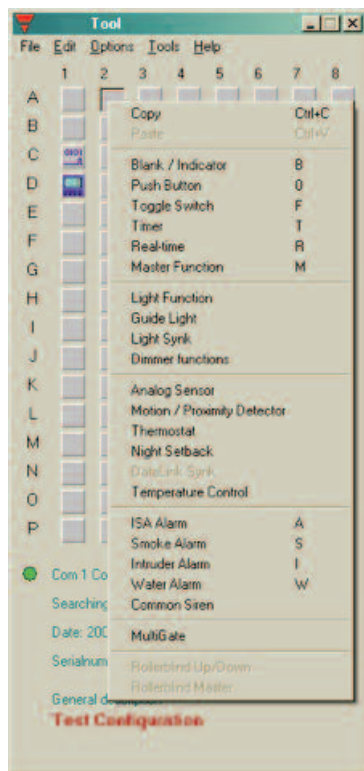 Tool
File Edit Options Tools Help
1 2 3 4 5 6 7 8
A
B
C
D
E
F
G
H
I
J
K
L
M
N
O
P
Copy Ctrl+C
Paste Ctrl+V
Blank / Indicator B
Push Button 0
Toggle Switch F
Timer T
Real-time R
Master Function M
Light Function
Guide Light
Light Synk
Dimmer functions
Analog Sensor
Motion / Proximity Detector
Thermostat
Night Setback
DateLink Synk
Temperature Control
ISA Alarm A
Smoke Alarm S
Intruder Alarm I
Water Alarm W
Common Siren
MultiGate
Rollerblind Up/Down
Rollerblind Master
Com 1 Co
Searching
Date: 200
Serialnum
General de
Test Configuration